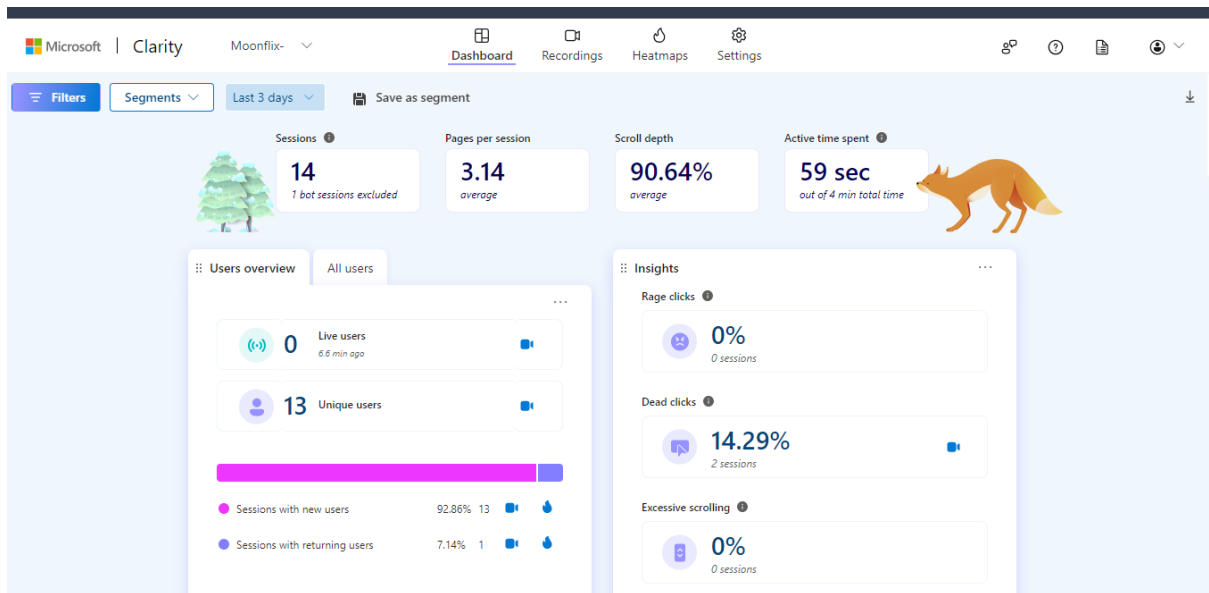 Microsoft | Clarity
Moonflix-
Dashboard
Recordings
Heatmaps
Settings
Filters
Segments
Last 3 days
Save as segment
Sessions
14
1 bot sessions excluded
Pages per session
3.14
average
Scroll depth
90.64%
average
Active time spent
59 sec
out of 4 min total time
Users overview
All users
0
Live users
6.6 min ago
13
Unique users
Sessions with new users 92.86% 13
Sessions with returning users 7.14% 1
Insights
Rage clicks
0%
0 sessions
Dead clicks
14.29%
2 sessions
Excessive scrolling
0%
0 sessions